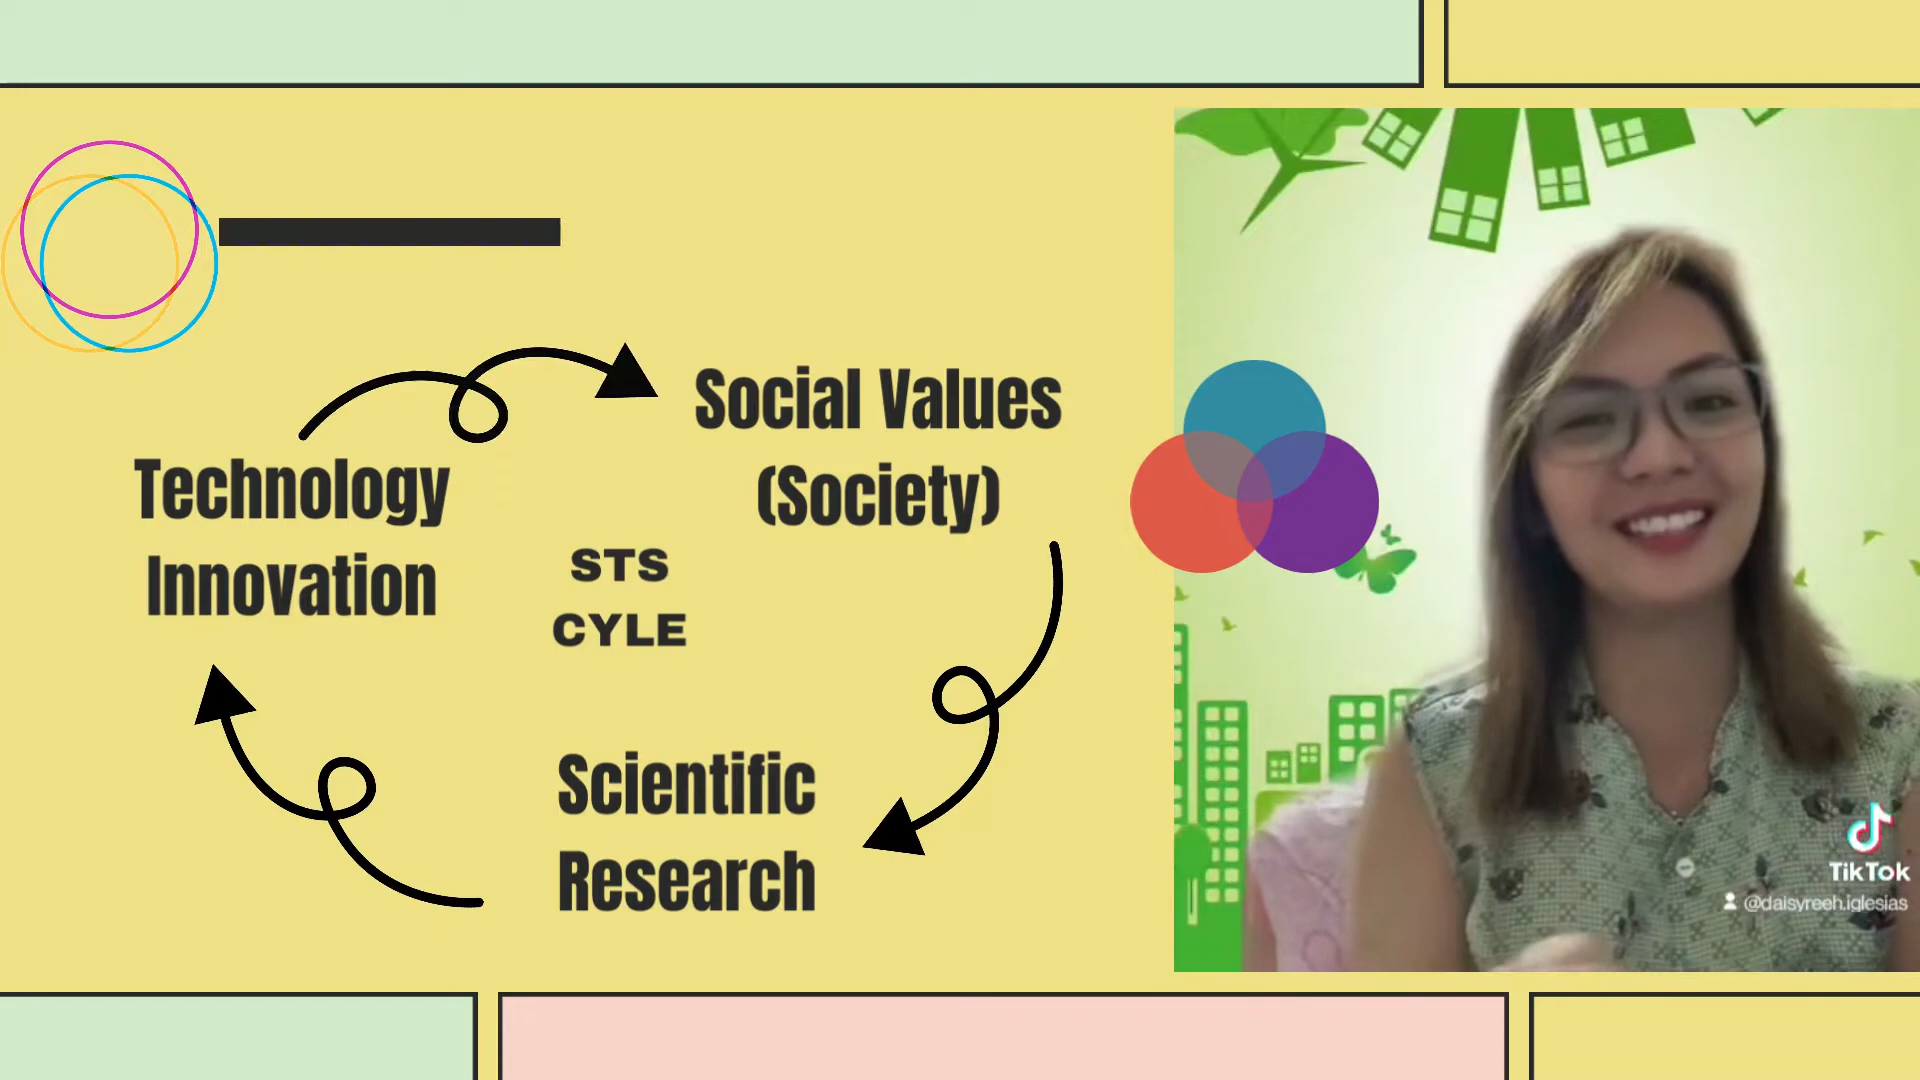 Technology
Innovation
Social Values
(Society)
STS
CYLE
Scientific
Research
TikTok
@daisyreeh.iglesias